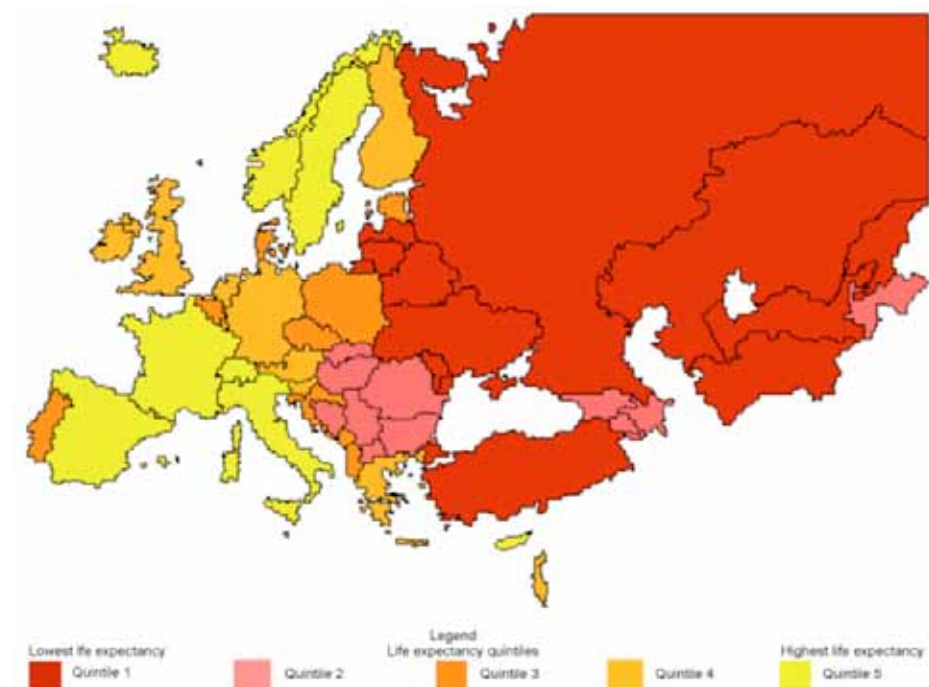 Legend
Lowest life expectancy Life expectancy quintiles Highest life expectancy
Quintile 1 Quintile 2 Quintile 3 Quintile 4 Quintile 5